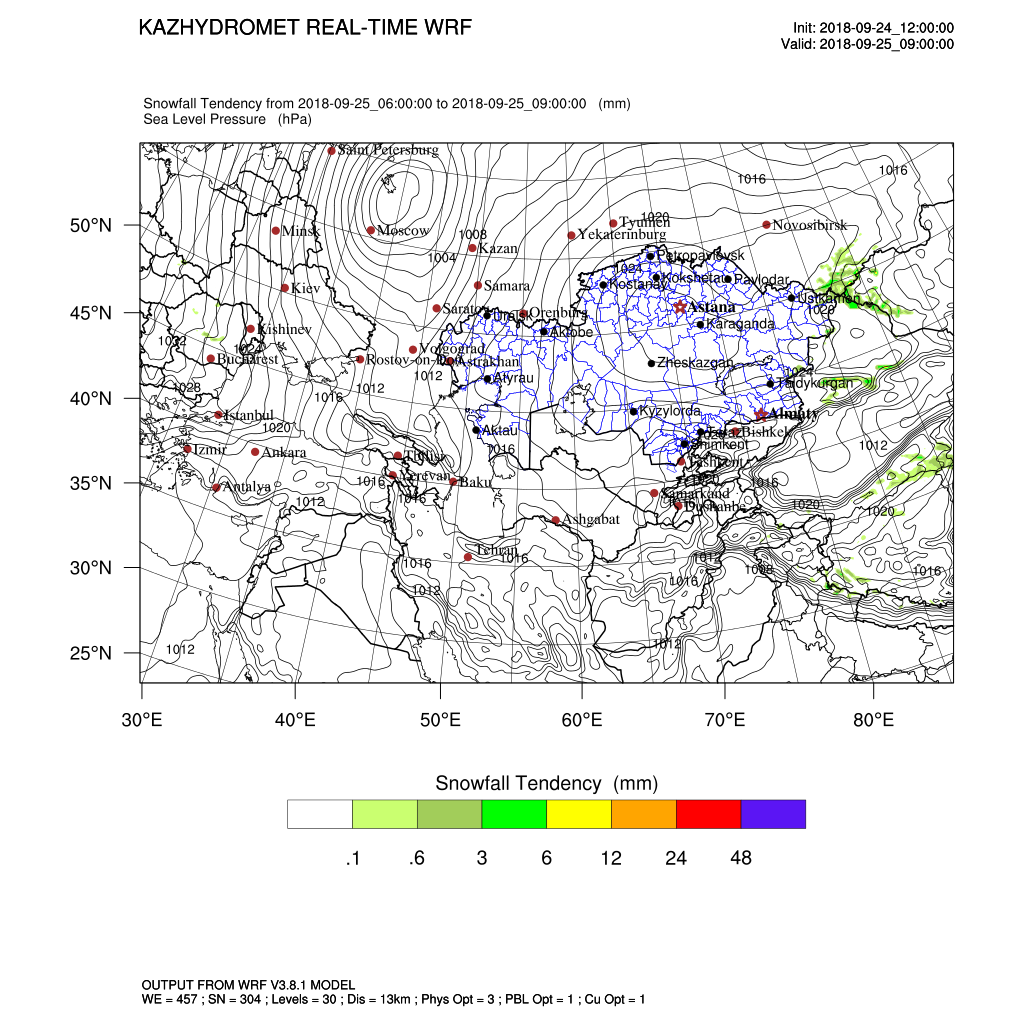 KAZHYDROMET REAL-TIME WRF
Init: 2018-09-24_12:00:00
Valid: 2018-09-25_09:00:00
Snowfall Tendency from 2018-09-25_06:00:00 to 2018-09-25_09:00:00 (mm)
Sea Level Pressure (hPa)
Saint Petersburg
1016
1016
50°N
Minsk
Moscow
1020
Tyumen
Novosibirsk
1008
Yekaterinburg
Kazan
1004
Petropavlovsk
1024
Kokshetau
Pavlodar
Kostanay
Kiev
Samara
Ustkamen
45°N
Saratov
Uralsk
Orenburg
Astana
1020
Kishinev
Aktobe
Karaganda
1032
1024
Volgograd
Bucharest
Rostov-on-Don
Astrakhan
Zheskazgan
1012
1024
1028
1012
Atyrau
Taldykurgan
40°N
1016
Istanbul
Kyzylorda
Almaty
1020
Aktau
Taraz
Bishkek
Izmir
Ankara
1016
Shimkent
1012
Tbilisi
Tashkent
35°N
Antalya
1016
Yerevan
Baku
1020
1016
1012
1016
Samarkand
Dushanbe
1020
1020
Ashgabat
Tehran
1016
1016
1012
1008
1016
30°N
1012
1016
25°N
1012
1012
30°E
40°E
50°E
60°E
70°E
80°E
Snowfall Tendency (mm)
.1
.6
3
6
12
24
48
OUTPUT FROM WRF V3.8.1 MODEL
WE = 457 ; SN = 304 ; Levels = 30 ; Dis = 13km ; Phys Opt = 3 ; PBL Opt = 1 ; Cu Opt = 1